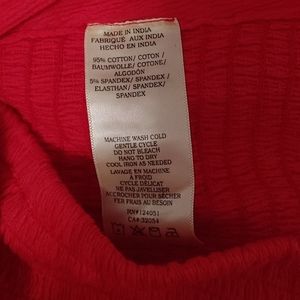 MADE IN INDIA
FABRIQUÉ AUX INDIA
HECHO EN INDIA
95% COTTON/ COTON/
BAUMWOLLE/ COTONE/
ALGODÓN
5% SPANDEX/ SPANDEX/
ELASTHAN/ SPANDEX/
SPANDEX
MACHINE WASH COLD
GENTLE CYCLE
DO NOT BLEACH
HANG TO DRY
COOL IRON AS NEEDED
LAVAGE EN MACHINE
A FROID
CYCLE DÉLICAT
NE PAS JAVELLISER
ACCROCHER POUR SÉCHER
FER FRAIS AU BESOIN
RN#124051
CA#:32054